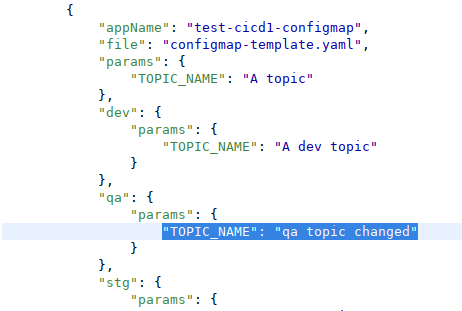 {
"appName": "test-cicd1-configmap",
"file": "configmap-template.yaml",
"params": {
"TOPIC_NAME": "A topic"
},
"dev": {
"params": {
"TOPIC_NAME": "A dev topic"
}
},
"qa": {
"params": {
"TOPIC_NAME": "qa topic changed"
}
},
"stg": {
"params": {